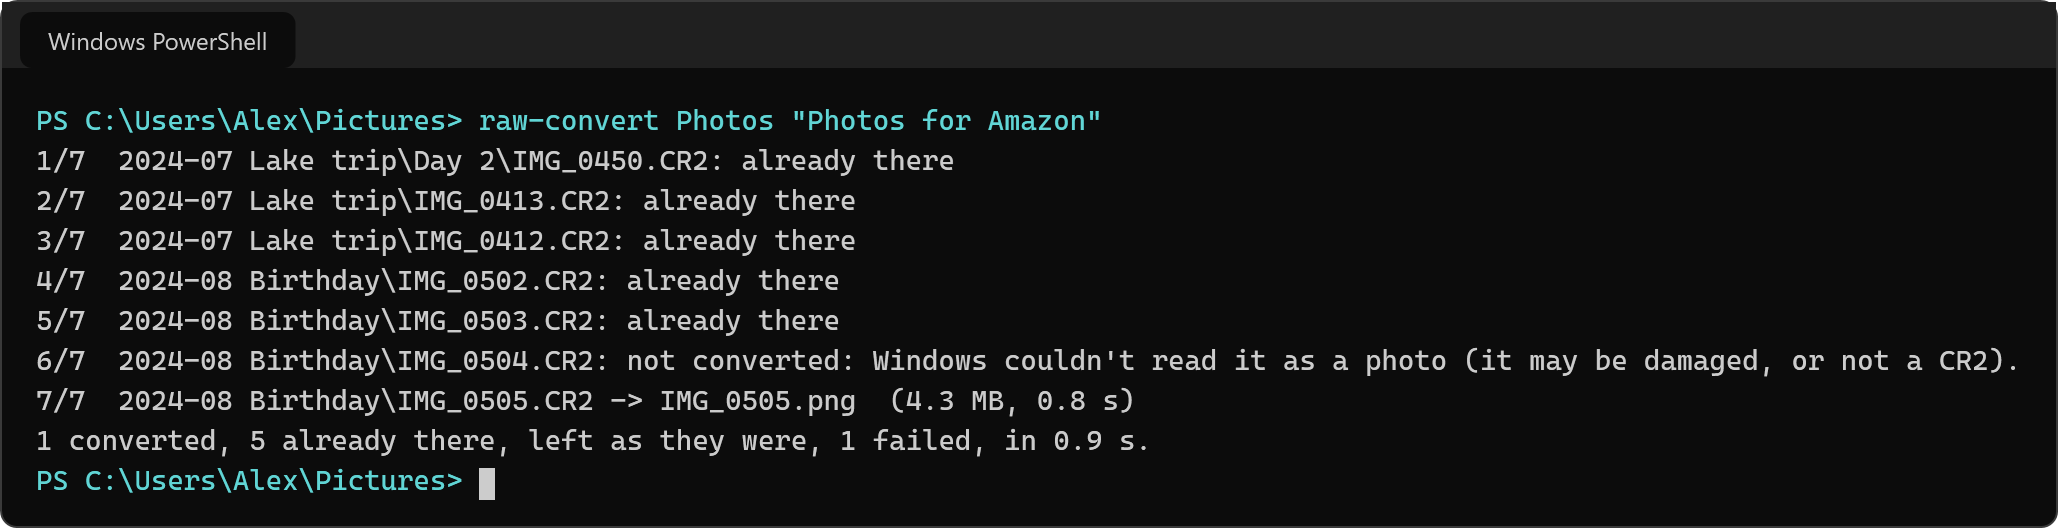 Windows PowerShell
PS C:\Users\Alex\Pictures> raw-convert Photos "Photos for Amazon"
1/7  2024-07 Lake trip\Day 2\IMG_0450.CR2: already there
2/7  2024-07 Lake trip\IMG_0413.CR2: already there
3/7  2024-07 Lake trip\IMG_0412.CR2: already there
4/7  2024-08 Birthday\IMG_0502.CR2: already there
5/7  2024-08 Birthday\IMG_0503.CR2: already there
6/7  2024-08 Birthday\IMG_0504.CR2: not converted: Windows couldn't read it as a photo (it may be damaged, or not a CR2).
7/7  2024-08 Birthday\IMG_0505.CR2 -> IMG_0505.png  (4.3 MB, 0.8 s)
1 converted, 5 already there, left as they were, 1 failed, in 0.9 s.
PS C:\Users\Alex\Pictures>